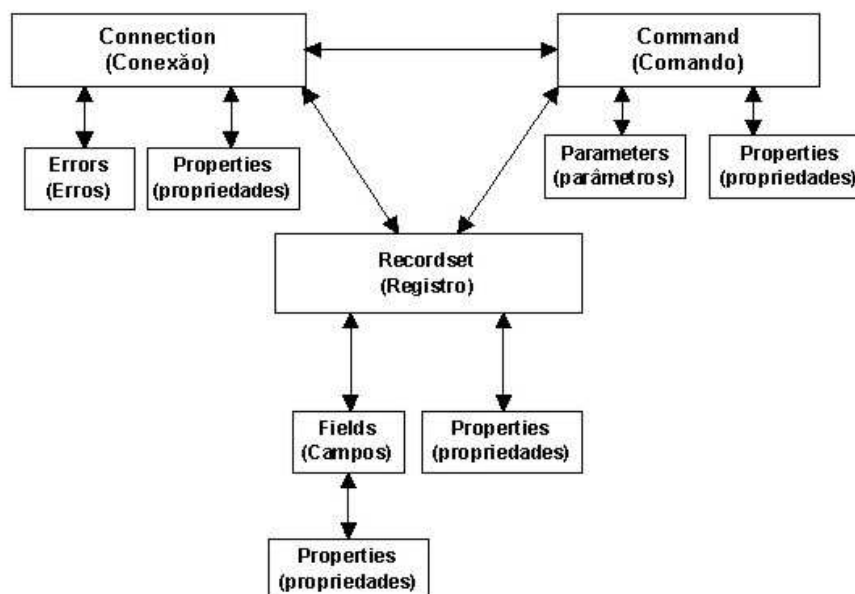 Connection
(Conexăo)
Command
(Comando)
Errors
(Erros)
Properties
(propriedades)
Parameters
(parâmetros)
Properties
(propriedades)
Recordset
(Registro)
Fields
(Campos)
Properties
(propriedades)
Properties
(propriedades)